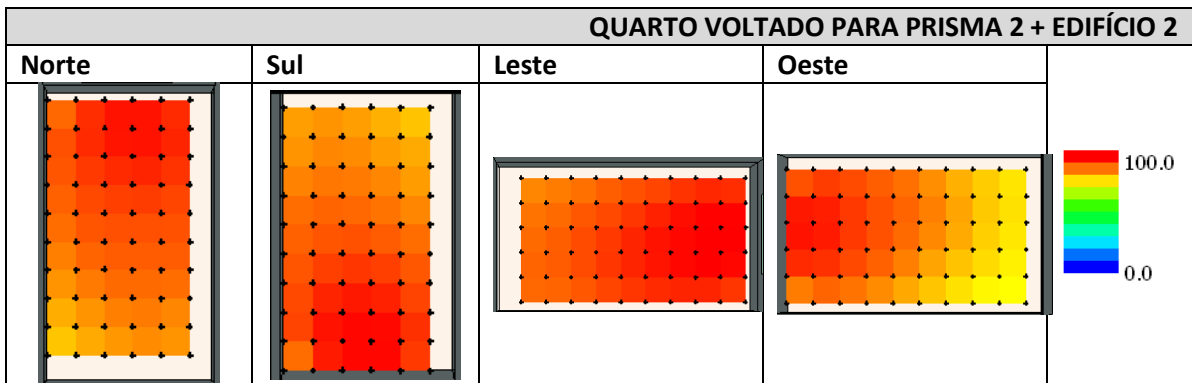 QUARTO VOLTADO PARA PRISMA 2 + EDIFÍCIO 2
Norte Sul Leste Oeste
100.0
0.0